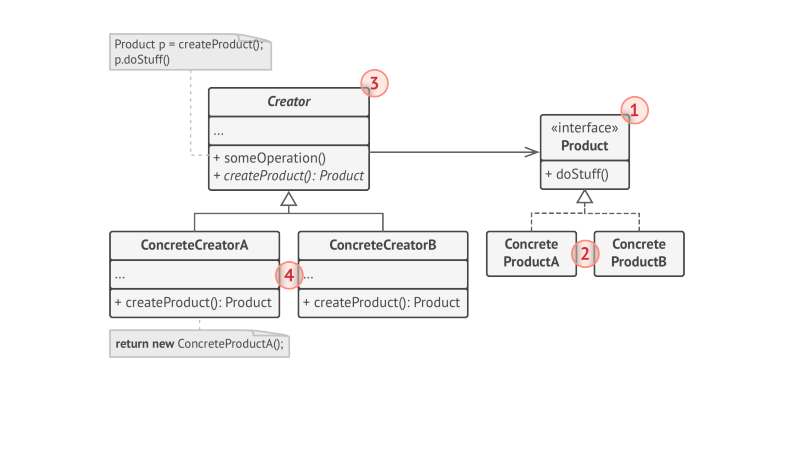 Product p = createProduct();
p.doStuff()
3
Creator
...
+ someOperation()
+ createProduct(): Product
1
«interface»
Product
+ doStuff()
ConcreteCreatorA
...
+ createProduct(): Product
4
ConcreteCreatorB
...
+ createProduct(): Product
Concrete
ProductA
2
Concrete
ProductB
return new ConcreteProductA();